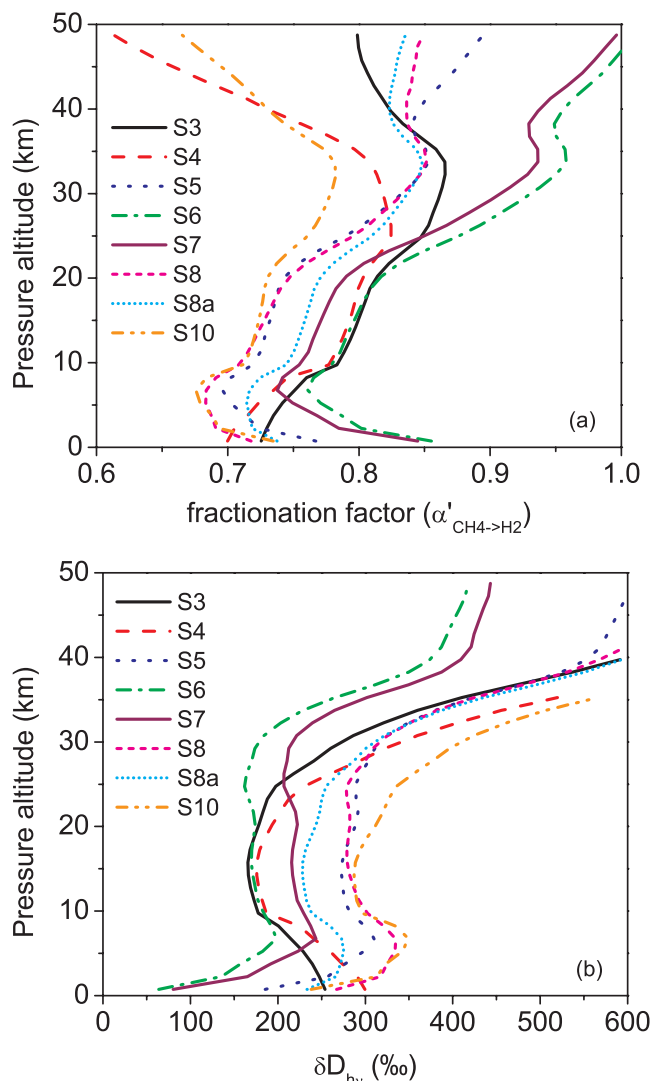 50
40
30
20
10
0
Pressure altitude (km)
S3
S4
S5
S6
S7
S8
S8a
S10
(a)
0.6 0.7 0.8 0.9 1.0
fractionation factor (α'CH4->H2)
50
40
30
20
10
0
Pressure altitude (km)
S3
S4
S5
S6
S7
S8
S8a
S10
(b)
0 100 200 300 400 500 600
δDhν (‰)